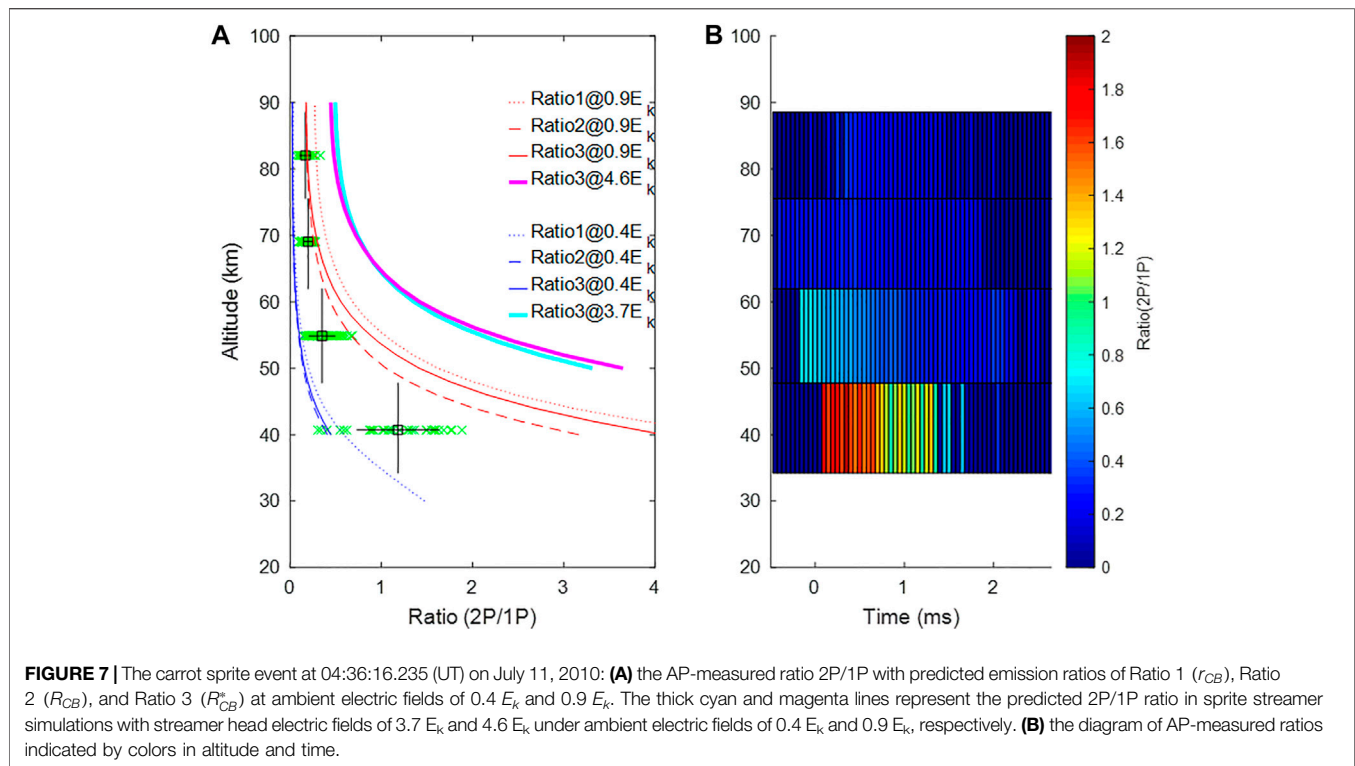 A
B
100
90
80
70
60
50
40
30
20
Altitude (km)
0
1
2
3
4
Ratio (2P/1P)
Ratio1@0.9E k
Ratio2@0.9E k
Ratio3@0.9E k
Ratio3@4.6E k
Ratio1@0.4E k
Ratio2@0.4E k
Ratio3@0.4E k
Ratio3@3.7E k
100
90
80
70
60
50
40
30
20
0
1
2
Time (ms)
2
1.8
1.6
1.4
1.2
1
0.8
0.6
0.4
0.2
0
Ratio(2P/1P)
FIGURE 7 | The carrot sprite event at 04:36:16.235 (UT) on July 11, 2010: (A) the AP-measured ratio 2P/1P with predicted emission ratios of Ratio 1 (r_CB), Ratio
2 (R_CB), and Ratio 3 (R*_CB) at ambient electric fields of 0.4 E_k and 0.9 E_k. The thick cyan and magenta lines represent the predicted 2P/1P ratio in sprite streamer
simulations with streamer head electric fields of 3.7 E_k and 4.6 E_k under ambient electric fields of 0.4 E_k and 0.9 E_k, respectively. (B) the diagram of AP-measured ratios
indicated by colors in altitude and time.